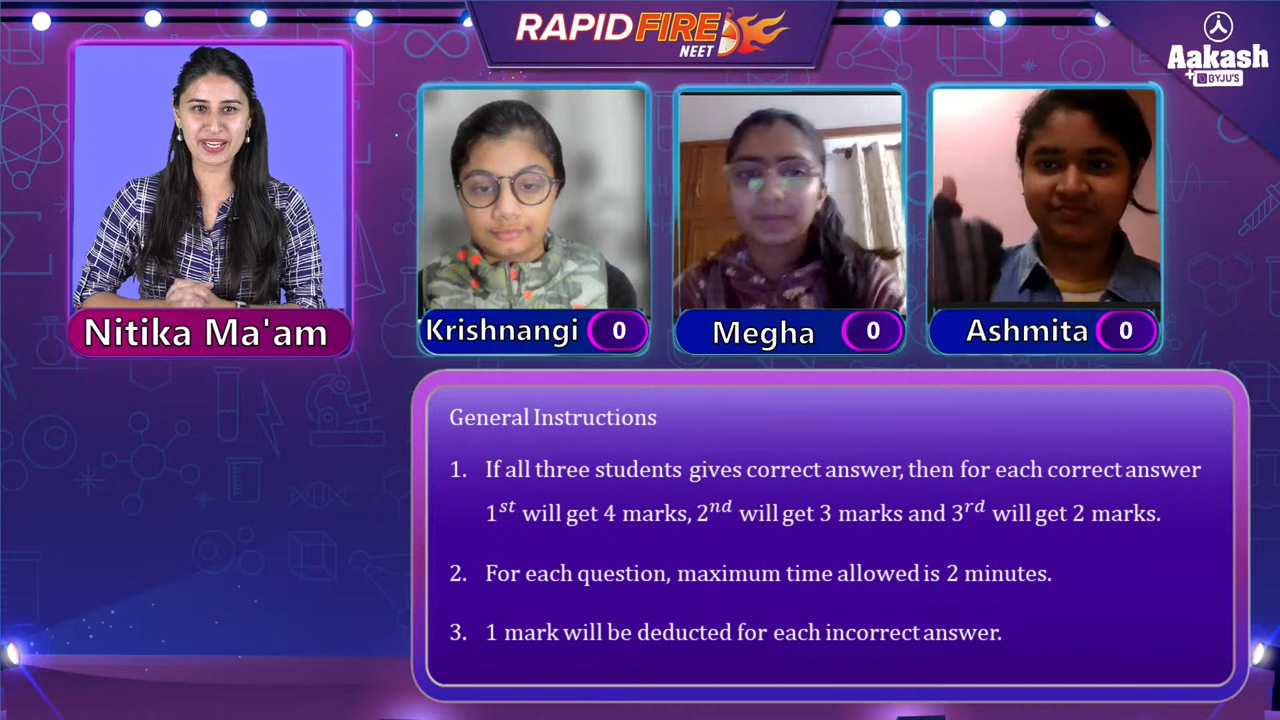 RAPID FIRE
NEET
Aakash
+ BYJU'S
Nitika Ma'am
Krishnangi 0
Megha 0
Ashmita 0
General Instructions
1. If all three students gives correct answer, then for each correct answer
1st will get 4 marks, 2nd will get 3 marks and 3rd will get 2 marks.
2. For each question, maximum time allowed is 2 minutes.
3. 1 mark will be deducted for each incorrect answer.